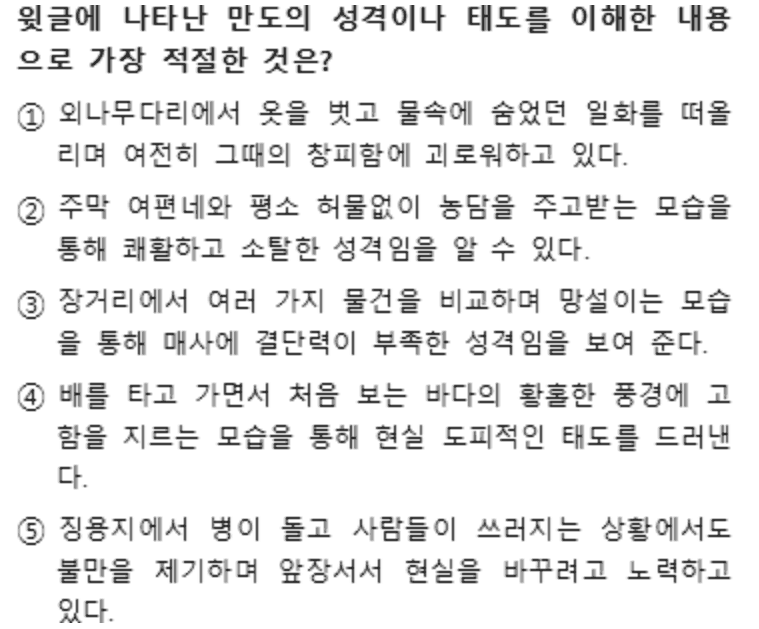 윗글에 나타난 만도의 성격이나 태도를 이해한 내용
으로 가장 적절한 것은?
① 외나무다리에서 옷을 벗고 물속에 숨었던 일화를 떠올
리며 여전히 그때의 창피함에 괴로워하고 있다.
② 주막 여편네와 평소 허물없이 농담을 주고받는 모습을
통해 쾌활하고 소탈한 성격임을 알 수 있다.
③ 장거리에서 여러 가지 물건을 비교하며 망설이는 모습
을 통해 매사에 결단력이 부족한 성격임을 보여 준다.
④ 배를 타고 가면서 처음 보는 바다의 황홀한 풍경에 고
함을 지르는 모습을 통해 현실 도피적인 태도를 드러낸
다.
⑤ 징용지에서 병이 돌고 사람들이 쓰러지는 상황에서도
불만을 제기하며 앞장서서 현실을 바꾸려고 노력하고
있다.